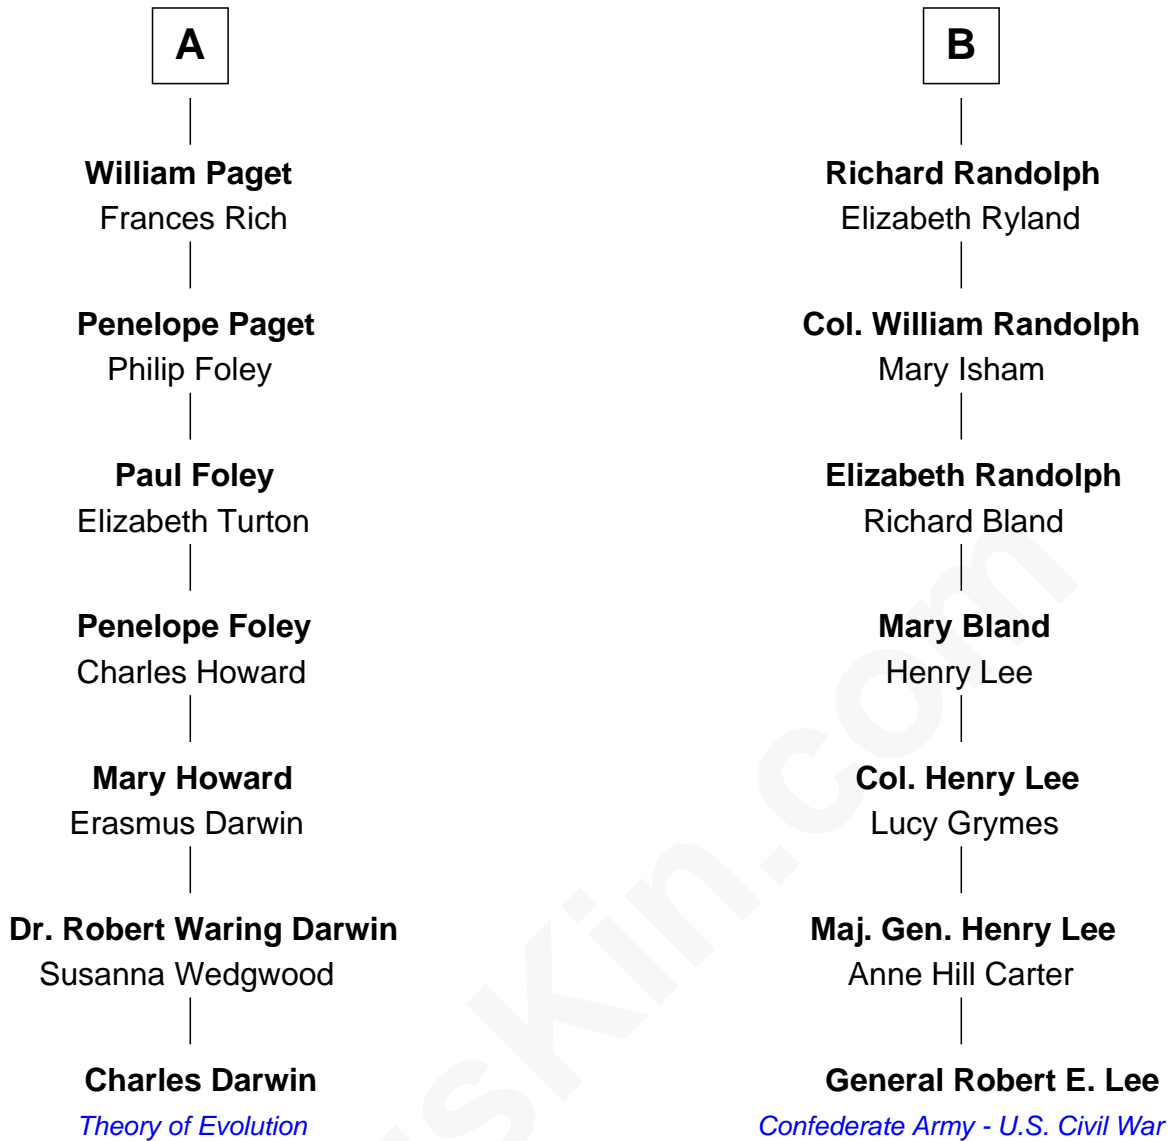 A
B
William Paget
Frances Rich
Richard Randolph
Elizabeth Ryland
Penelope Paget
Philip Foley
Col. William Randolph
Mary Isham
Paul Foley
Elizabeth Turton
Elizabeth Randolph
Richard Bland
Penelope Foley
Charles Howard
Mary Bland
Henry Lee
Mary Howard
Erasmus Darwin
Col. Henry Lee
Lucy Grymes
Dr. Robert Waring Darwin
Susanna Wedgwood
Maj. Gen. Henry Lee
Anne Hill Carter
Charles Darwin
Theory of Evolution
General Robert E. Lee
Confederate Army - U.S. Civil War
usKin.com